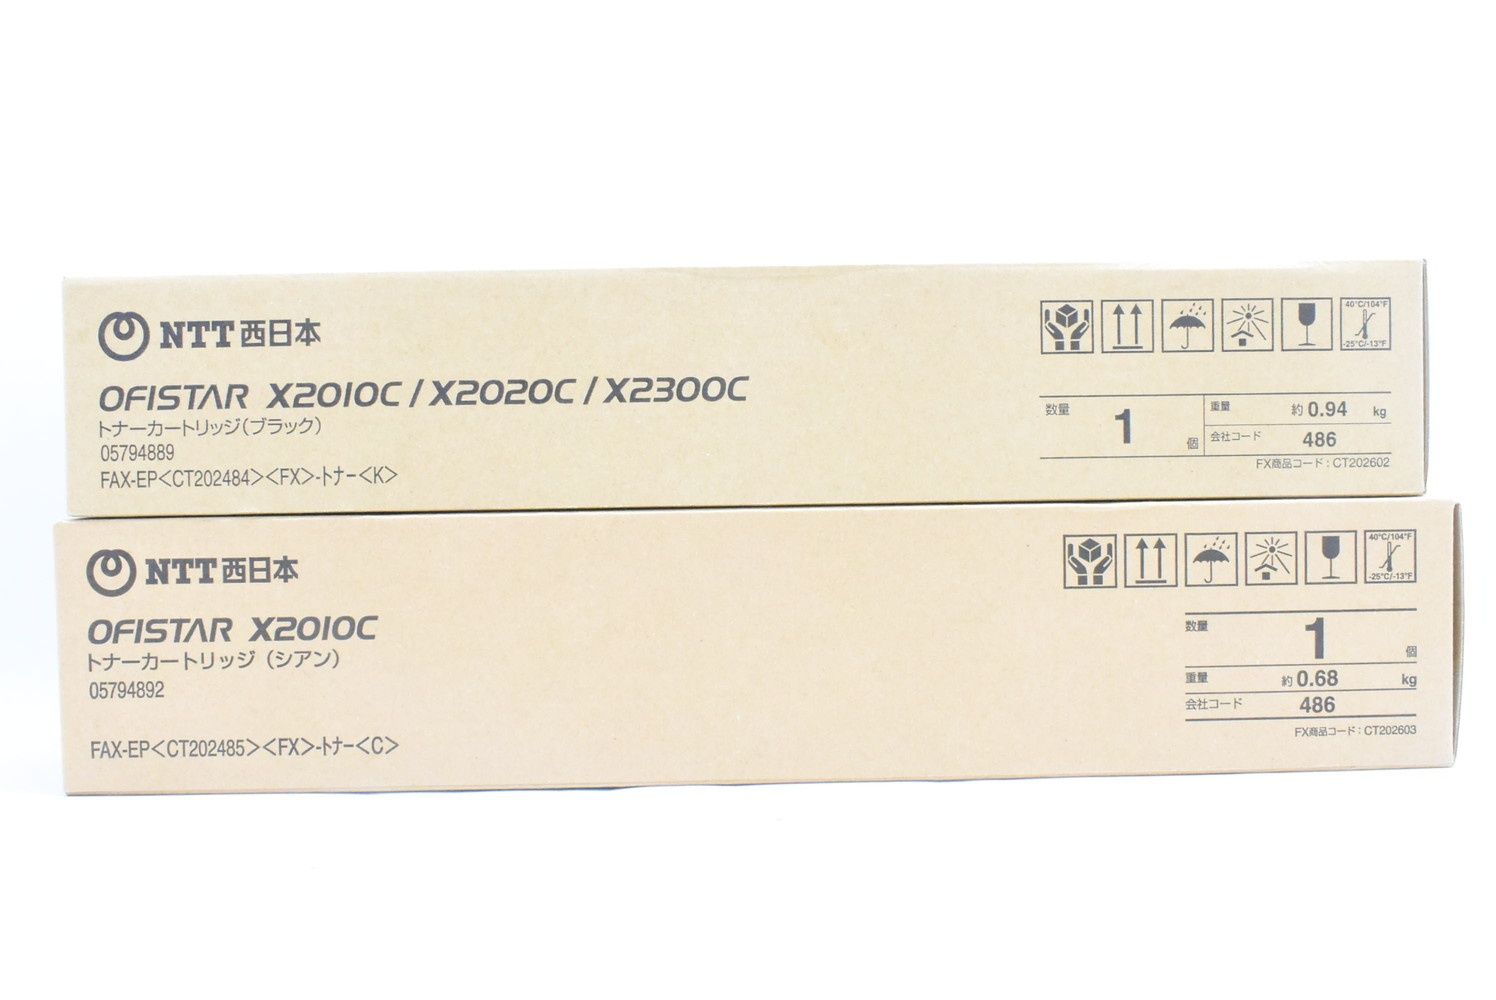 NTT西日本
OFISTAR X2010C / X2020C / X2300C
トナーカートリッジ(ブラック)
05794889
FAX-EP<CT202484><FX>-トナー<K>
40°C/104°F
-25°C/-13°F
数量 1 個
重量 約0.94 kg
会社コード 486
FX商品コード:CT202602
NTT西日本
OFISTAR X2010C
トナーカートリッジ(シアン)
05794892
FAX-EP<CT202485><FX>-トナー<C>
40°C/104°F
-25°C/-13°F
数量 1 個
重量 約0.68 kg
会社コード 486
FX商品コード:CT202603